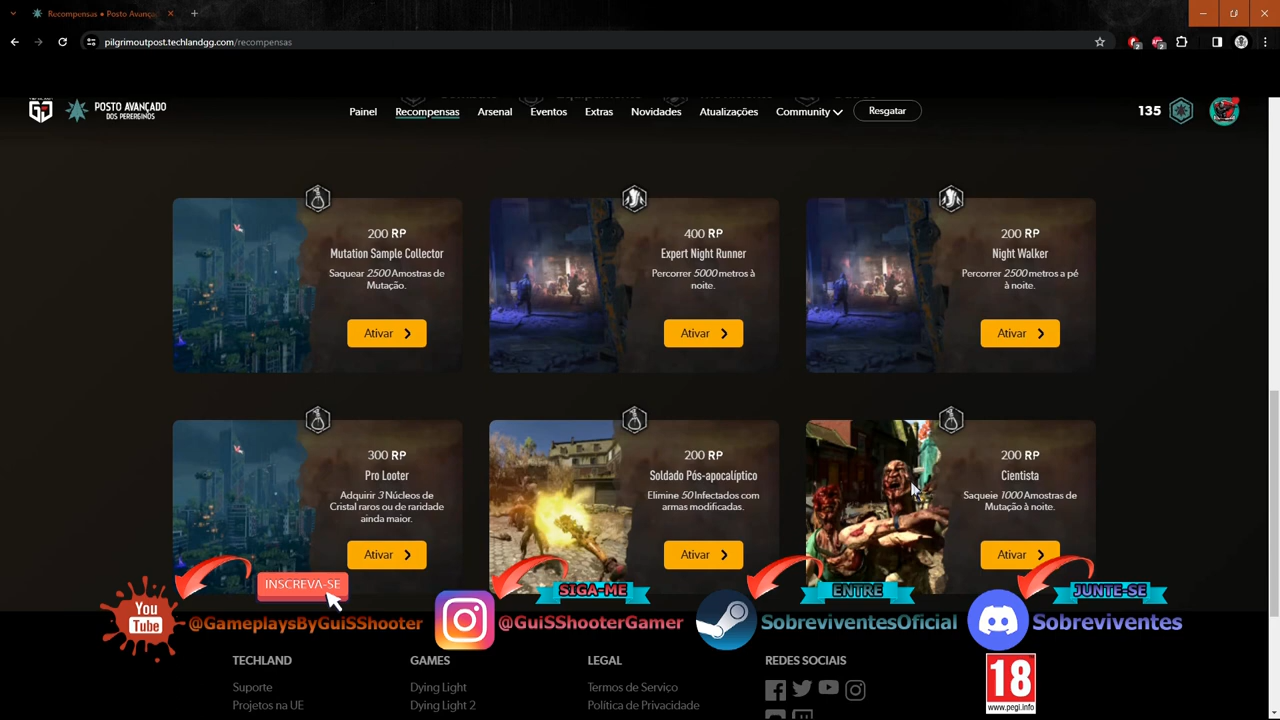 Recompensas • Posto Avanç
pilgrimoutpost.techlandgg.com/recompensas
GG
POSTO AVANÇADO
DOS PEREGRINOS
Painel
Recompensas
Arsenal
Eventos
Extras
Novidades
Atualizações
Community
Resgatar
135
200 RP
Mutation Sample Collector
Saquear 2500 Amostras de
Mutação.
Ativar
400 RP
Expert Night Runner
Percorrer 5000 metros à
noite.
Ativar
200 RP
Night Walker
Percorrer 2500 metros a pé
à noite.
Ativar
300 RP
Pro Looter
Adquirir 3 Núcleos de
Cristal raros ou de raridade
ainda maior.
Ativar
200 RP
Soldado Pós-apocalíptico
Elimine 50 Infectados com
armas modificadas.
Ativar
200 RP
Cientista
Saqueie 1000 Amostras de
Mutação à noite.
Ativar
You
Tube
INSCREVA-SE
@GameplaysByGuiSShooter
SIGA-ME
@GuiSShooterGamer
ENTRE
SobreviventesOficial
JUNTE-SE
Sobreviventes
TECHLAND
Suporte
Projetos na UE
GAMES
Dying Light
Dying Light 2
LEGAL
Termos de Serviço
Política de Privacidade
REDES SOCIAIS
18
www.pegi.info